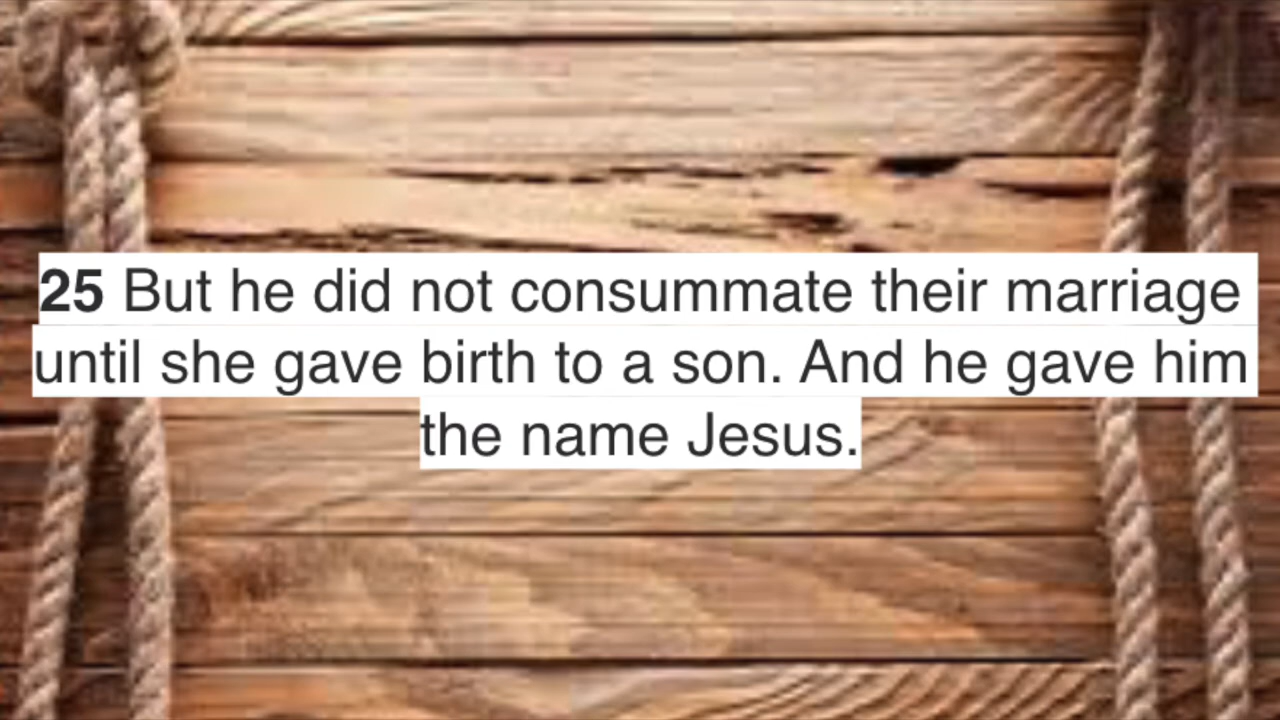 25 But he did not consummate their marriage
until she gave birth to a son. And he gave him
the name Jesus.